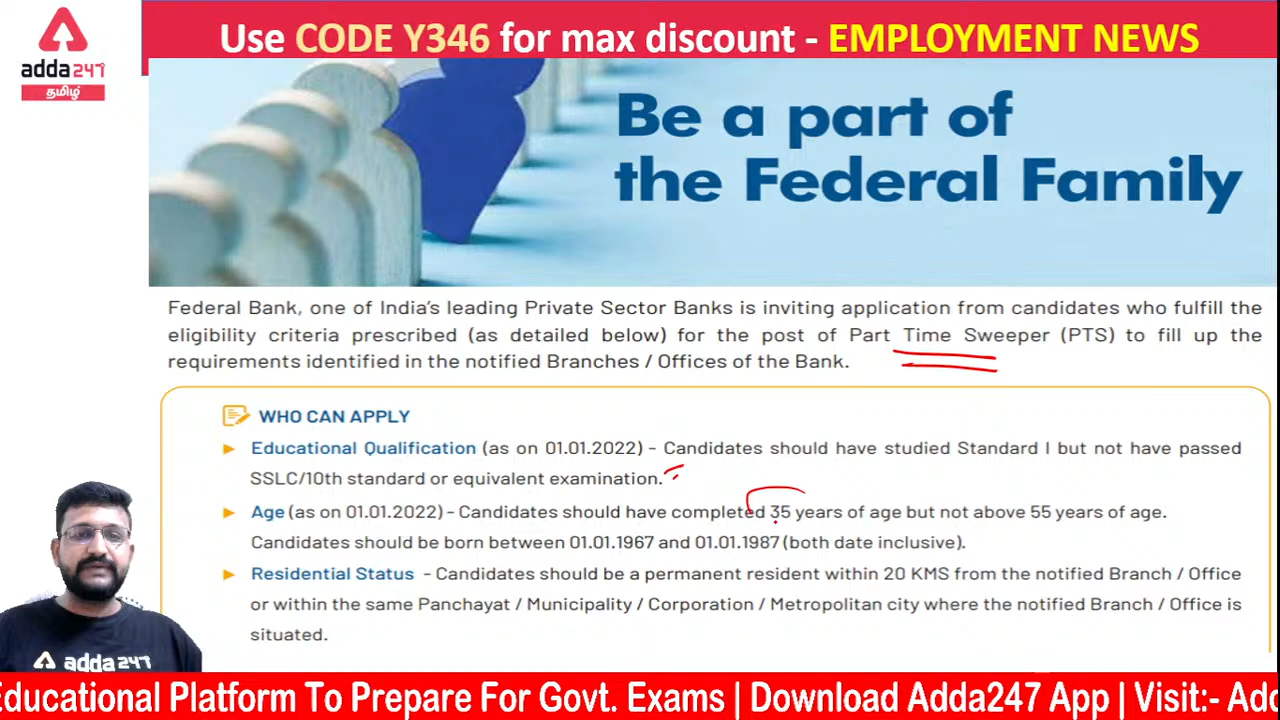 Use CODE Y346 for max discount - EMPLOYMENT NEWS
adda247
தமிழ்
Be a part of
the Federal Family
Federal Bank, one of India's leading Private Sector Banks is inviting application from candidates who fulfill the
eligibility criteria prescribed (as detailed below) for the post of Part Time Sweeper (PTS) to fill up the
requirements identified in the notified Branches / Offices of the Bank.
WHO CAN APPLY
Educational Qualification (as on 01.01.2022) - Candidates should have studied Standard I but not have passed
SSLC/10th standard or equivalent examination.
Age (as on 01.01.2022) - Candidates should have completed 35 years of age but not above 55 years of age.
Candidates should be born between 01.01.1967 and 01.01.1987 (both date inclusive).
Residential Status - Candidates should be a permanent resident within 20 KMS from the notified Branch / Office
or within the same Panchayat / Municipality / Corporation / Metropolitan city where the notified Branch / Office is
situated.
adda247
Educational Platform To Prepare For Govt. Exams | Download Adda247 App | Visit:- Ad